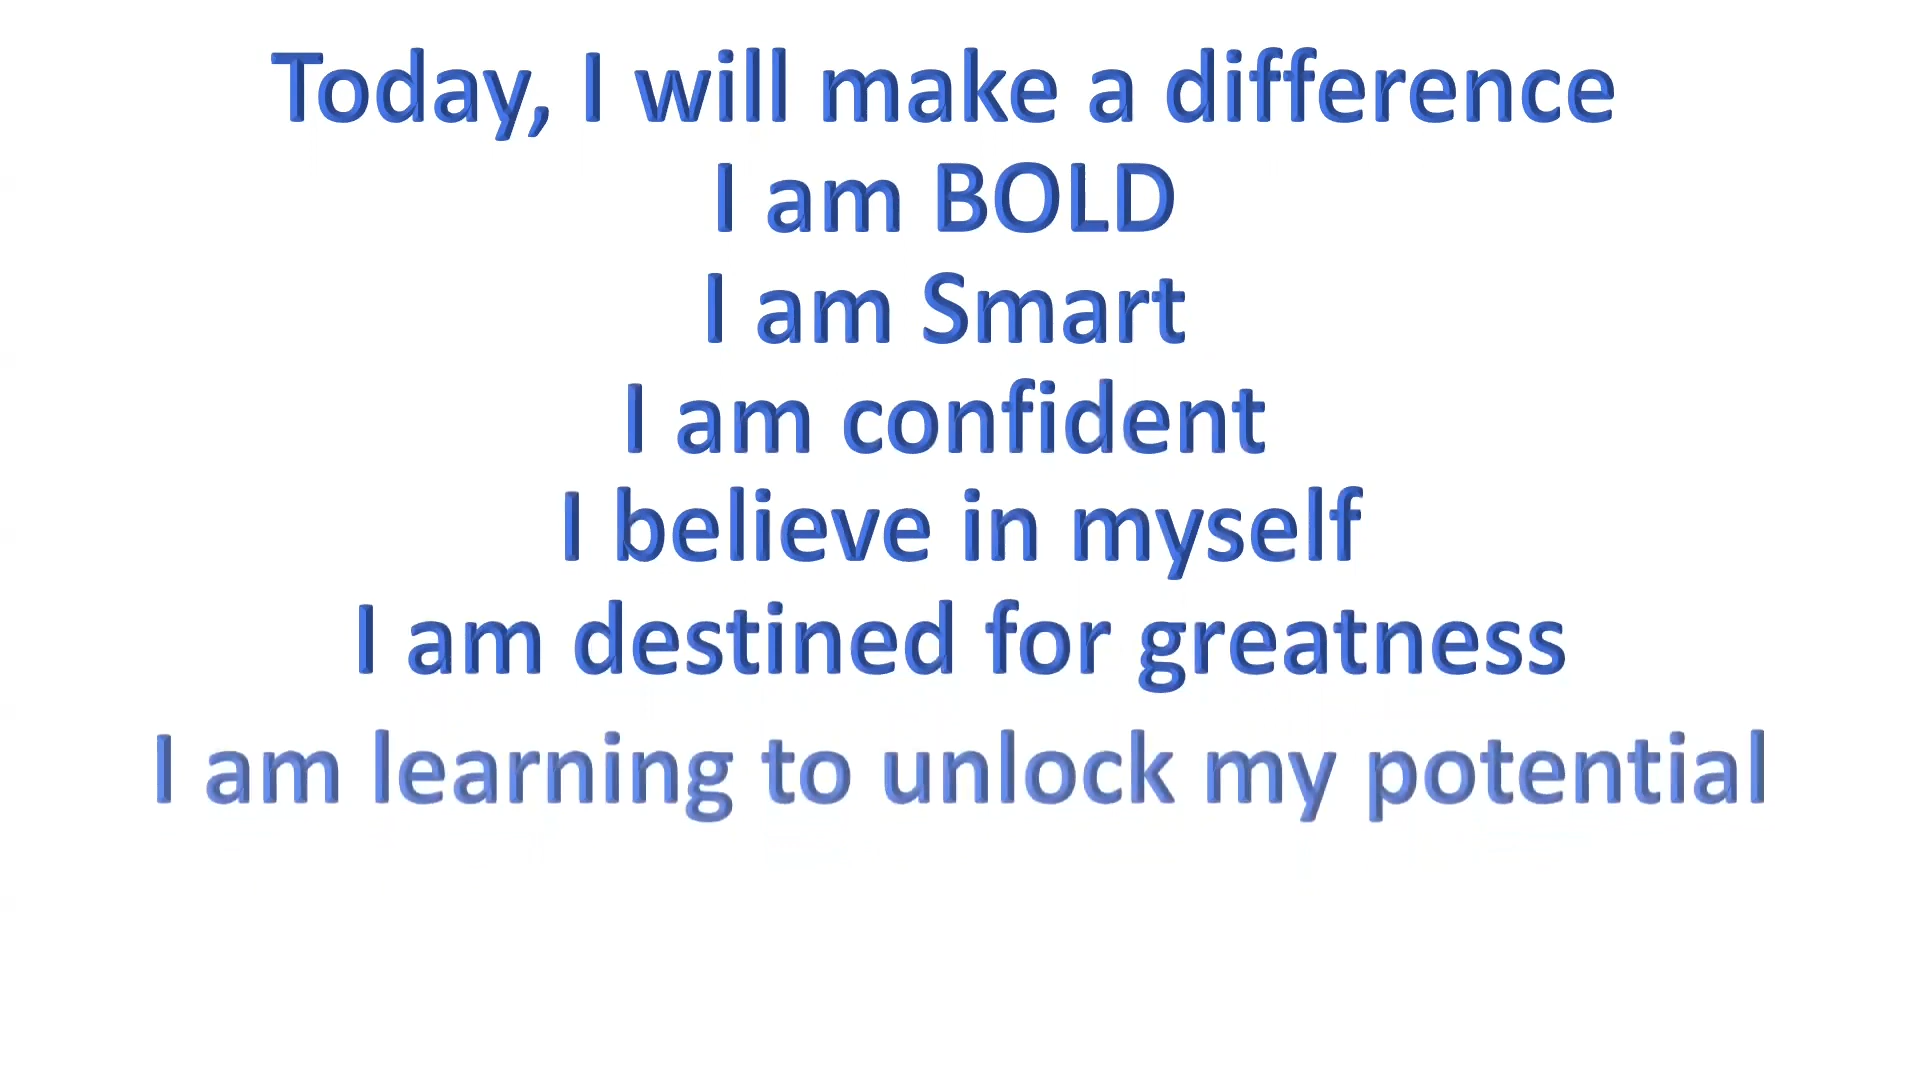 Today, I will make a difference
I am BOLD
I am Smart
I am confident
I believe in myself
I am destined for greatness
I am learning to unlock my potential